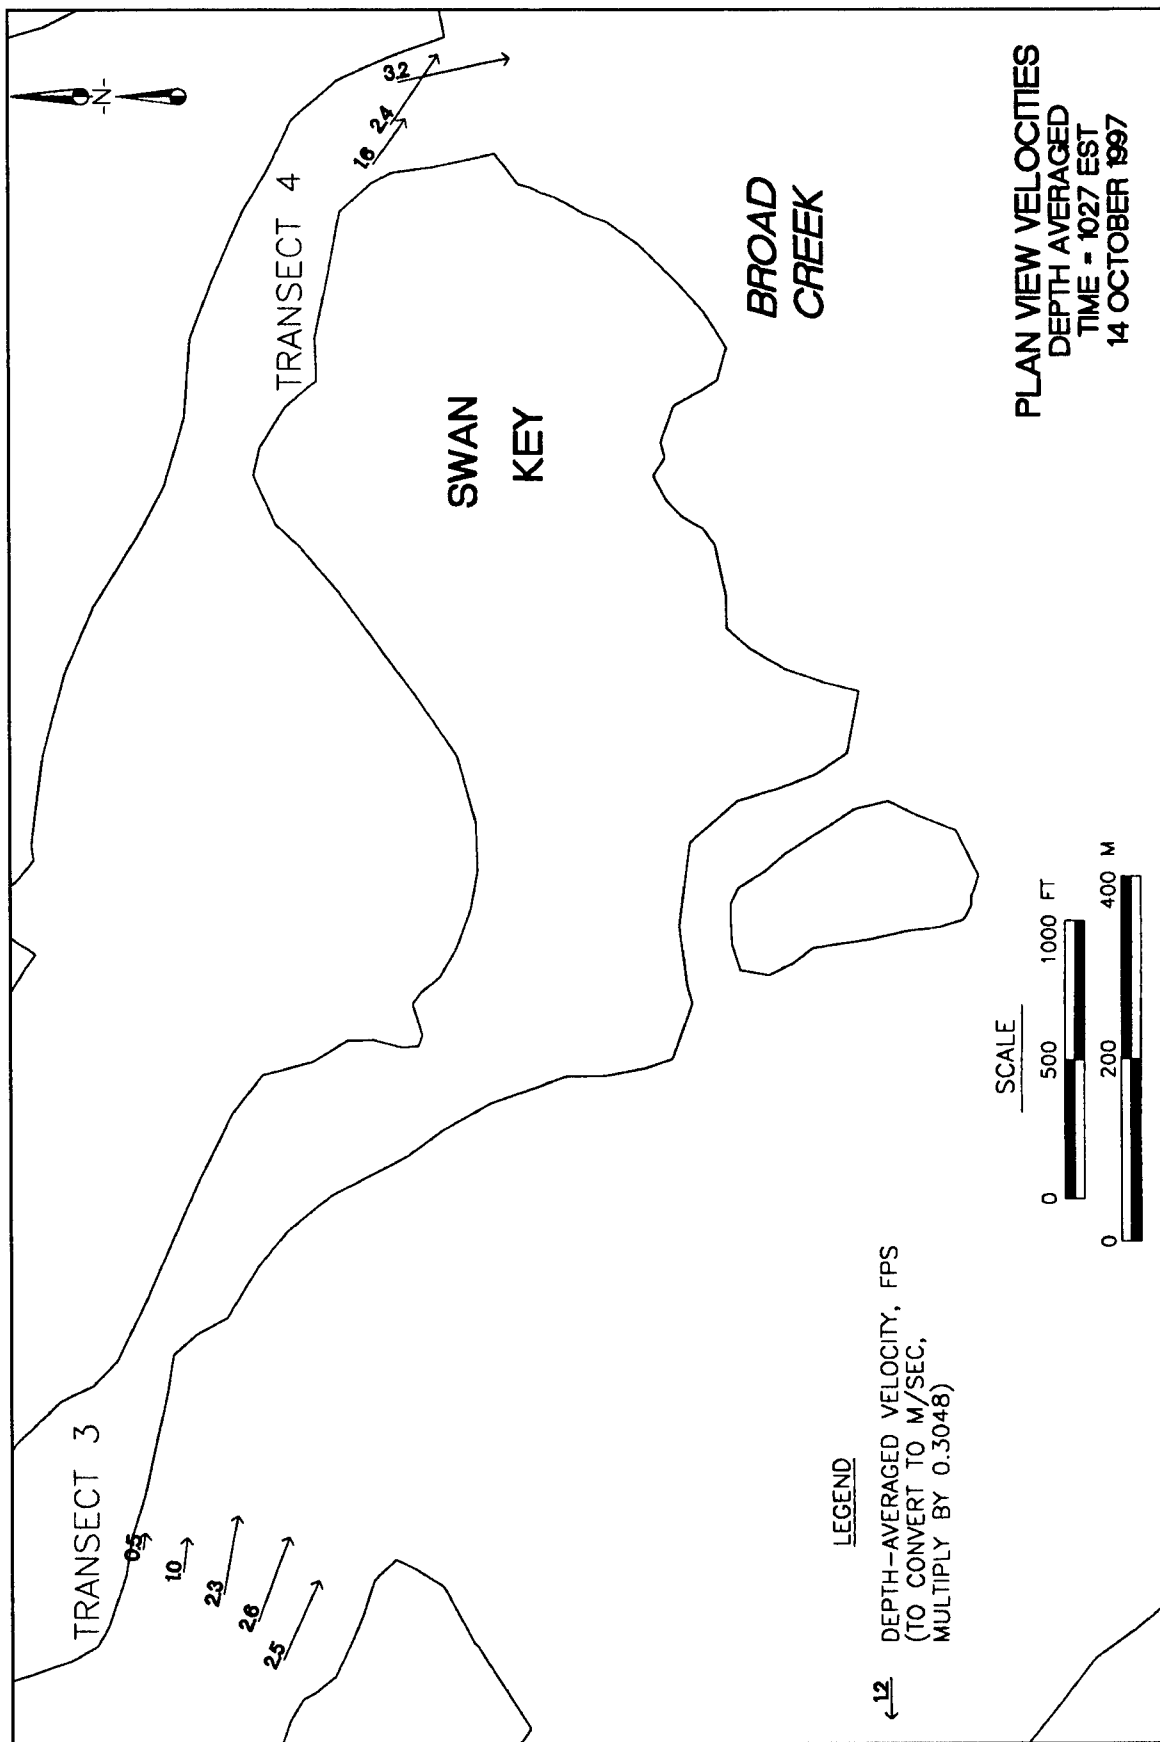 -N-
TRANSECT 3
0.5
1.0
2.3
2.6
2.5
TRANSECT 4
1.6
2.4
3.2
SWAN
KEY
BROAD
CREEK
LEGEND
1.2
DEPTH-AVERAGED VELOCITY, FPS
(TO CONVERT TO M/SEC,
MULTIPLY BY 0.3048)
SCALE
0 500 1000 FT
0 200 400 M
PLAN VIEW VELOCITIES
DEPTH AVERAGED
TIME = 1027 EST
14 OCTOBER 1997